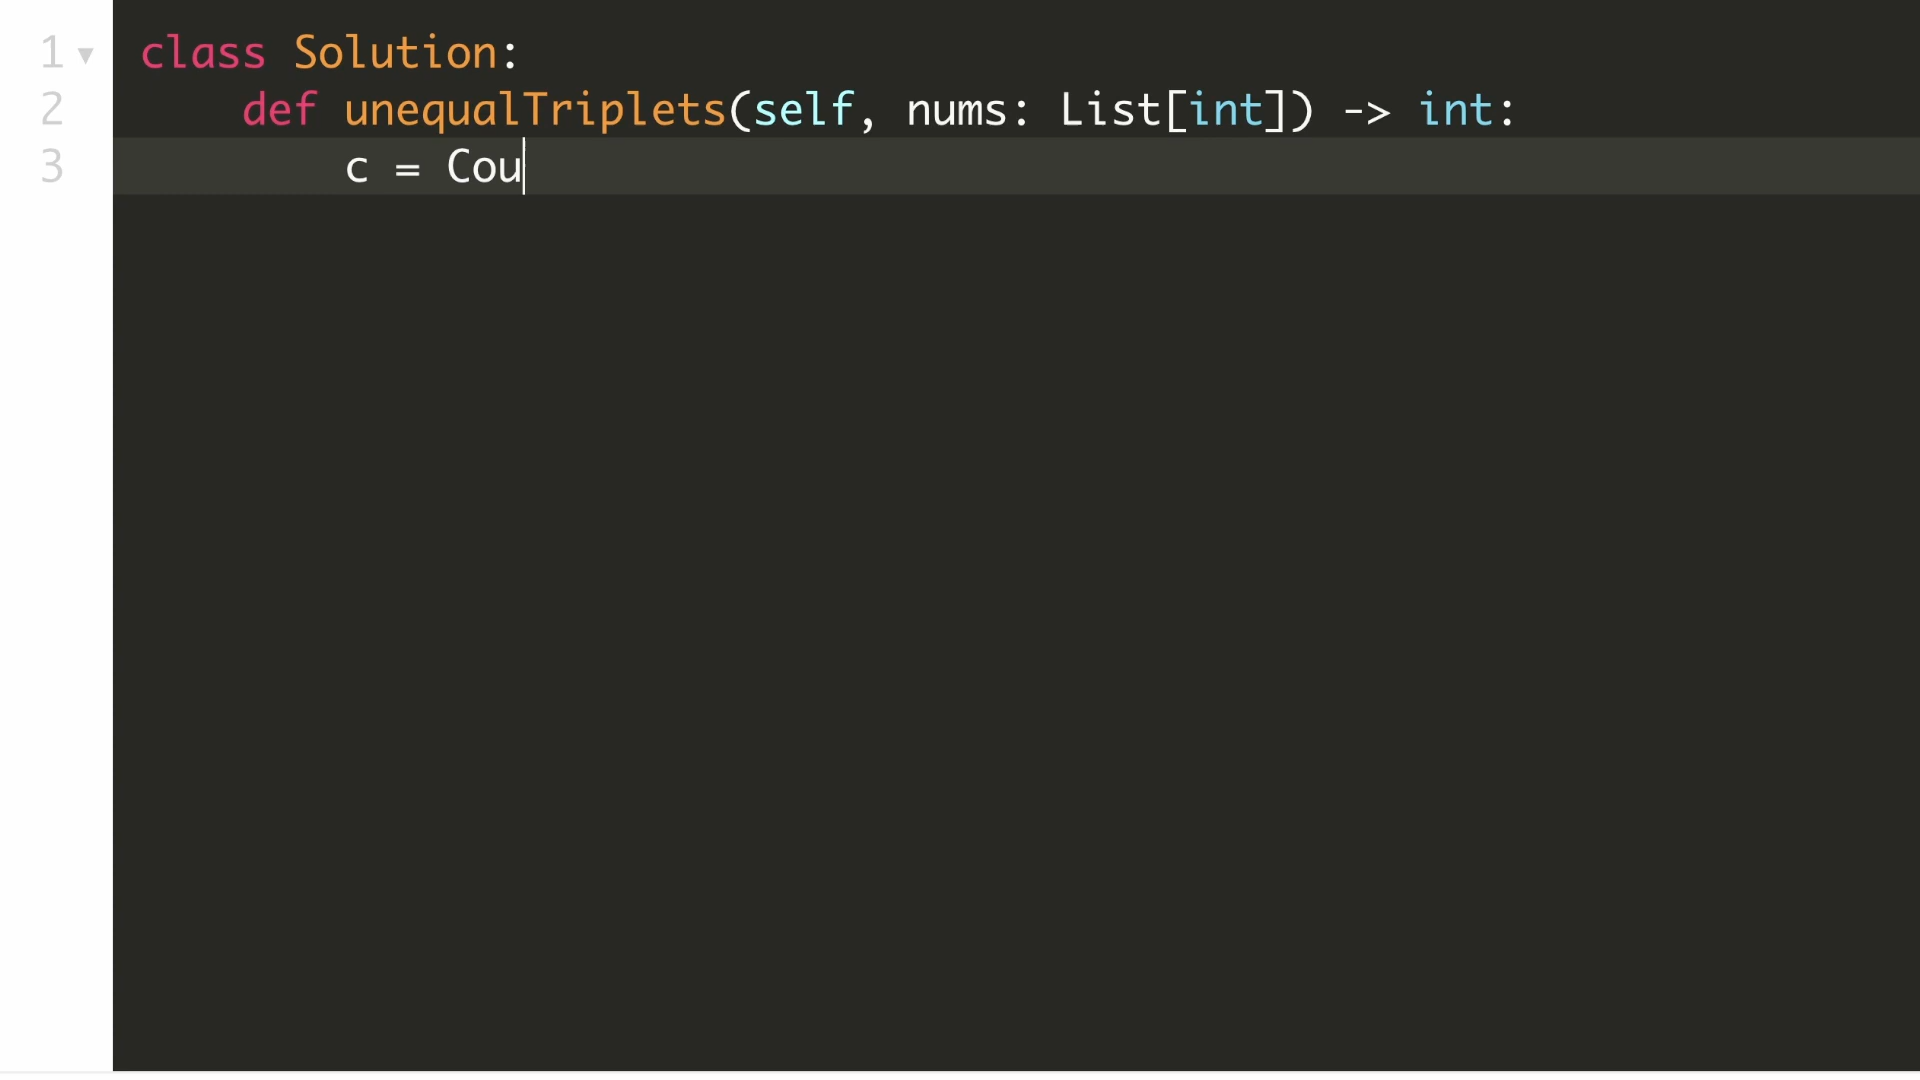 1 class Solution:
2 def unequalTriplets(self, nums: List[int]) -> int:
3 c = Cou